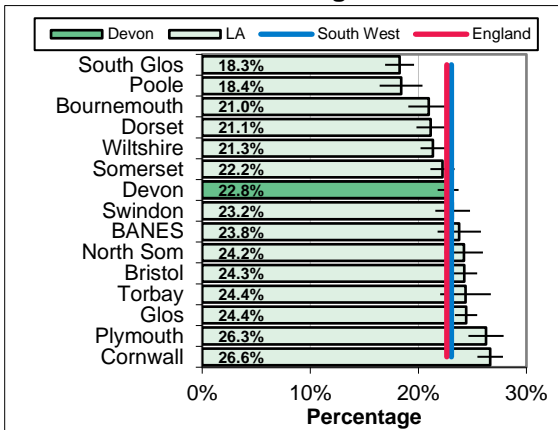 Devon LA South West England
South Glos 18.3%
Poole 18.4%
Bournemouth 21.0%
Dorset 21.1%
Wiltshire 21.3%
Somerset 22.2%
Devon 22.8%
Swindon 23.2%
BANES 23.8%
North Som 24.2%
Bristol 24.3%
Torbay 24.4%
Glos 24.4%
Plymouth 26.3%
Cornwall 26.6%
0% 10% 20% 30%
Percentage